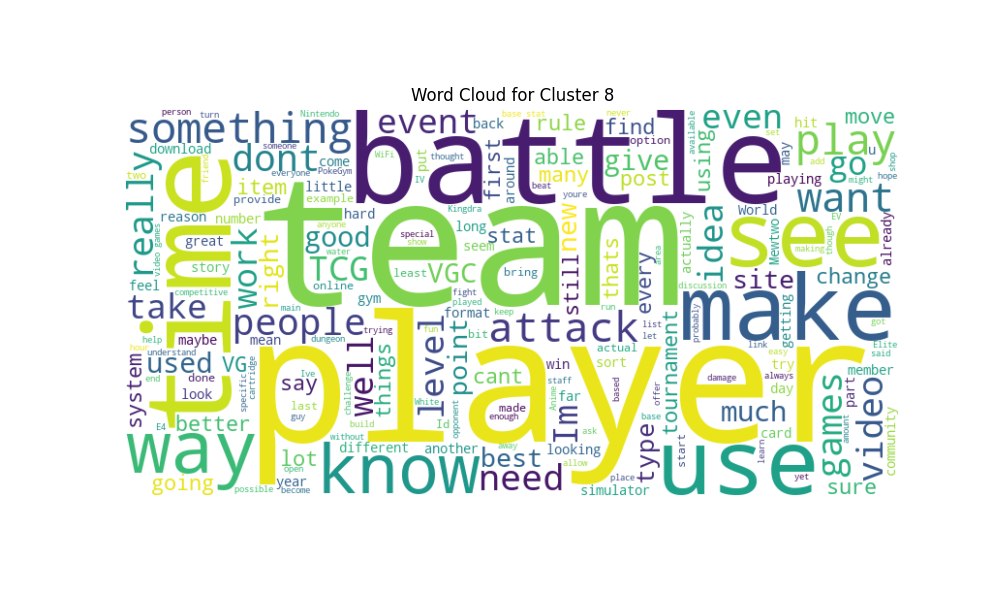 Word Cloud for Cluster 8
person turn Nintendo base stat never
something event back rule find option even hit move
battle
download someone WiFi put thought able give using available set add u
really dont come PokeGym first around many post may play go might shop
two friend everyone IV beat youre playing want hope
time item little example Kingdra new idea World EV
reason provide number hard team long stat still thats every actually Mewtwo see already
video games great work right good anyone special show seem area making though
feel story TCG water online least VGC bring discussion site change
competitive gym fight played run make
take main people format attack keep list getting got
help maybe mean trying bit actual let probably link easy Elite
hour understand used VG dungeon fun level point cant win sort tournament try said
system end done look specific cartridge Ive say well things challenge staff far based offer damage always day member
last guy White made enough Anime type base much card part amount
E4 better build Id opponent player Im games video community
way without different another away ask start learn
lot know best looking allow place use yet
going open year need simulator sure
possible become